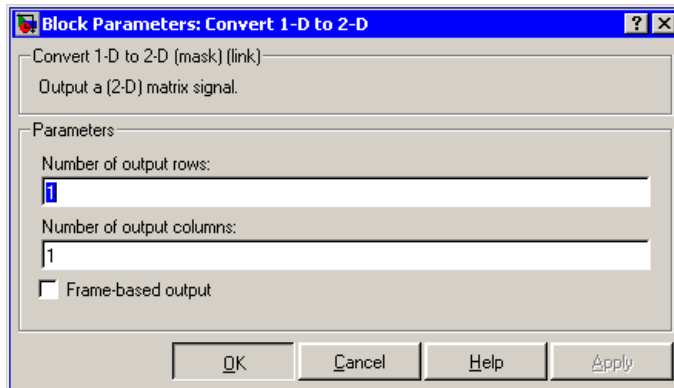 Block Parameters: Convert 1-D to 2-D
Convert 1-D to 2-D (mask) (link)
Output a (2-D) matrix signal.
Parameters
Number of output rows:
1
Number of output columns:
1
Frame-based output
OK Cancel Help Apply